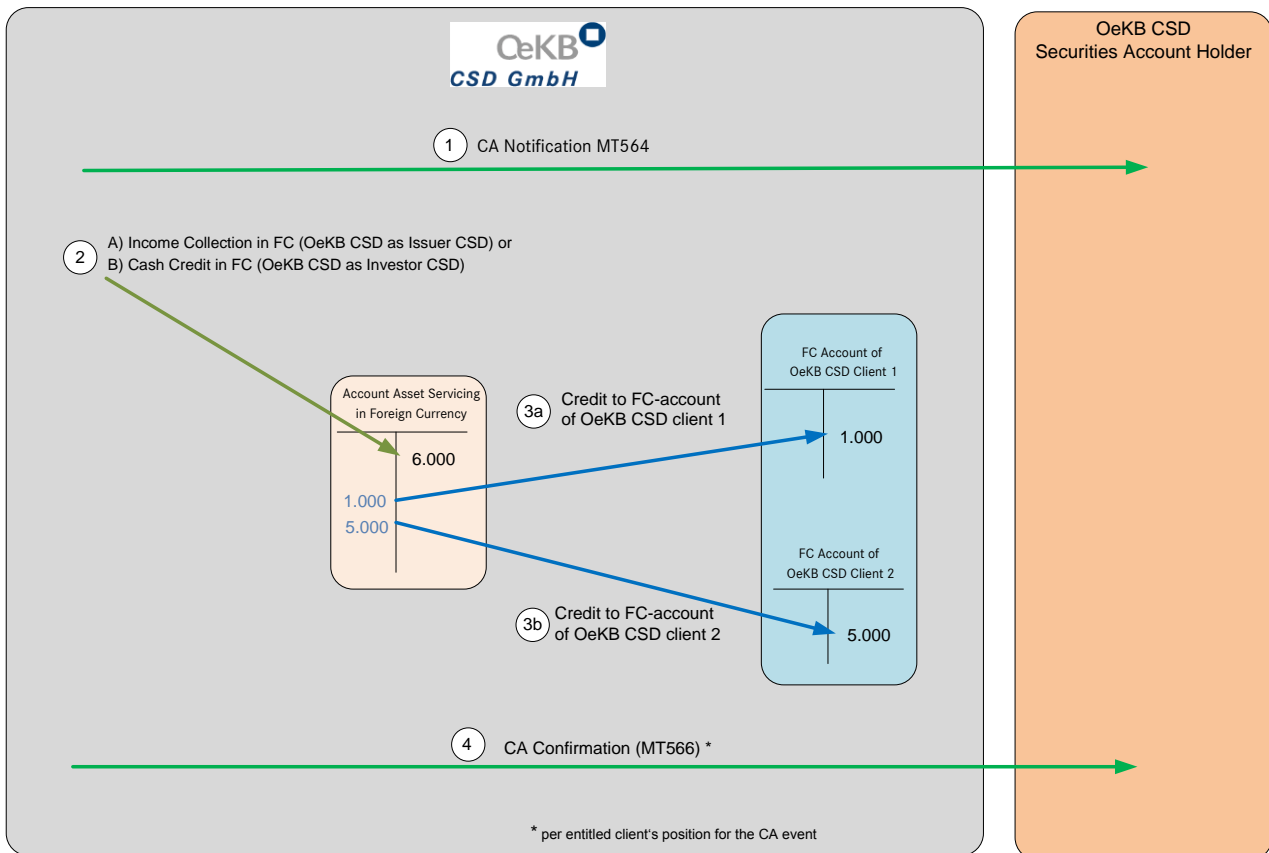 OeKB
CSD GmbH
OeKB CSD
Securities Account Holder
1 CA Notification MT564
2 A) Income Collection in FC (OeKB CSD as Issuer CSD) or
B) Cash Credit in FC (OeKB CSD as Investor CSD)
Account Asset Servicing
in Foreign Currency
6.000
1.000
5.000
3a Credit to FC-account
of OeKB CSD client 1
FC Account of
OeKB CSD Client 1
1.000
3b Credit to FC-account
of OeKB CSD client 2
FC Account of
OeKB CSD Client 2
5.000
4 CA Confirmation (MT566) *
* per entitled client's position for the CA event